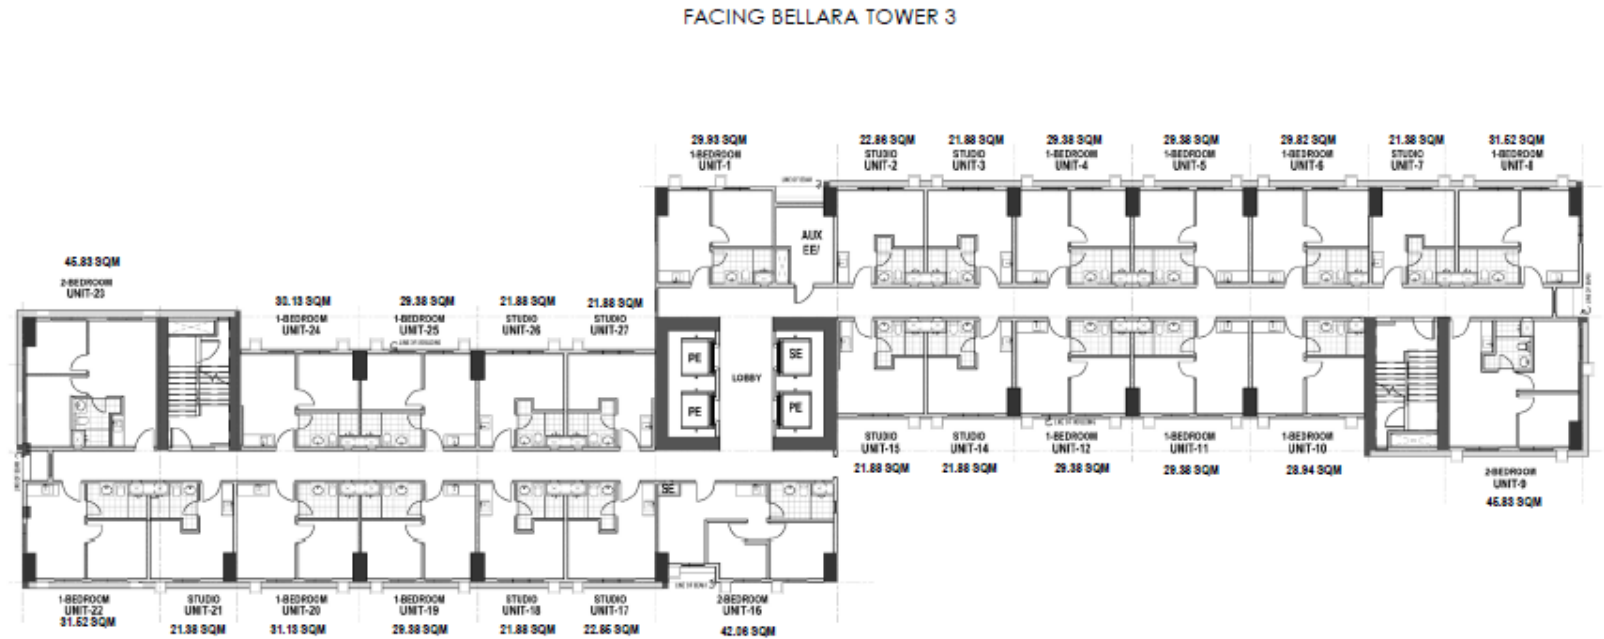 FACING BELLARA TOWER 3
29.93 SQM
1-BEDROOM
UNIT-1
22.86 SQM
STUDIO
UNIT-2
21.88 SQM
STUDIO
UNIT-3
29.38 SQM
1-BEDROOM
UNIT-4
29.38 SQM
1-BEDROOM
UNIT-5
29.82 SQM
1-BEDROOM
UNIT-6
21.38 SQM
STUDIO
UNIT-7
31.52 SQM
1-BEDROOM
UNIT-8
AUX
EE/
45.83 SQM
2-BEDROOM
UNIT-23
30.13 SQM
1-BEDROOM
UNIT-24
29.38 SQM
1-BEDROOM
UNIT-25
21.88 SQM
STUDIO
UNIT-26
21.88 SQM
STUDIO
UNIT-27
LINE OF BUILDING
PE
SE
LOBBY
PE
PE
STUDIO
UNIT-15
21.88 SQM
STUDIO
UNIT-14
21.88 SQM
LINE OF BUILDING
1-BEDROOM
UNIT-12
29.38 SQM
1-BEDROOM
UNIT-11
29.38 SQM
1-BEDROOM
UNIT-10
28.94 SQM
2-BEDROOM
UNIT-9
45.83 SQM
SE
1-BEDROOM
UNIT-22
31.52 SQM
STUDIO
UNIT-21
21.38 SQM
1-BEDROOM
UNIT-20
31.13 SQM
1-BEDROOM
UNIT-19
29.38 SQM
STUDIO
UNIT-18
21.88 SQM
STUDIO
UNIT-17
22.85 SQM
2-BEDROOM
UNIT-16
42.06 SQM